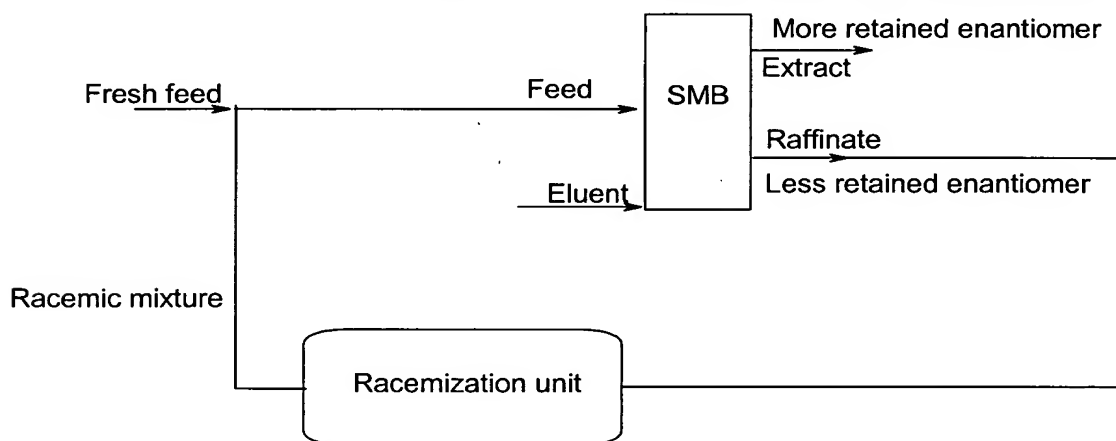 More retained enantiomer
Extract
Fresh feed
Feed
SMB
Raffinate
Less retained enantiomer
Eluent
Racemic mixture
Racemization unit